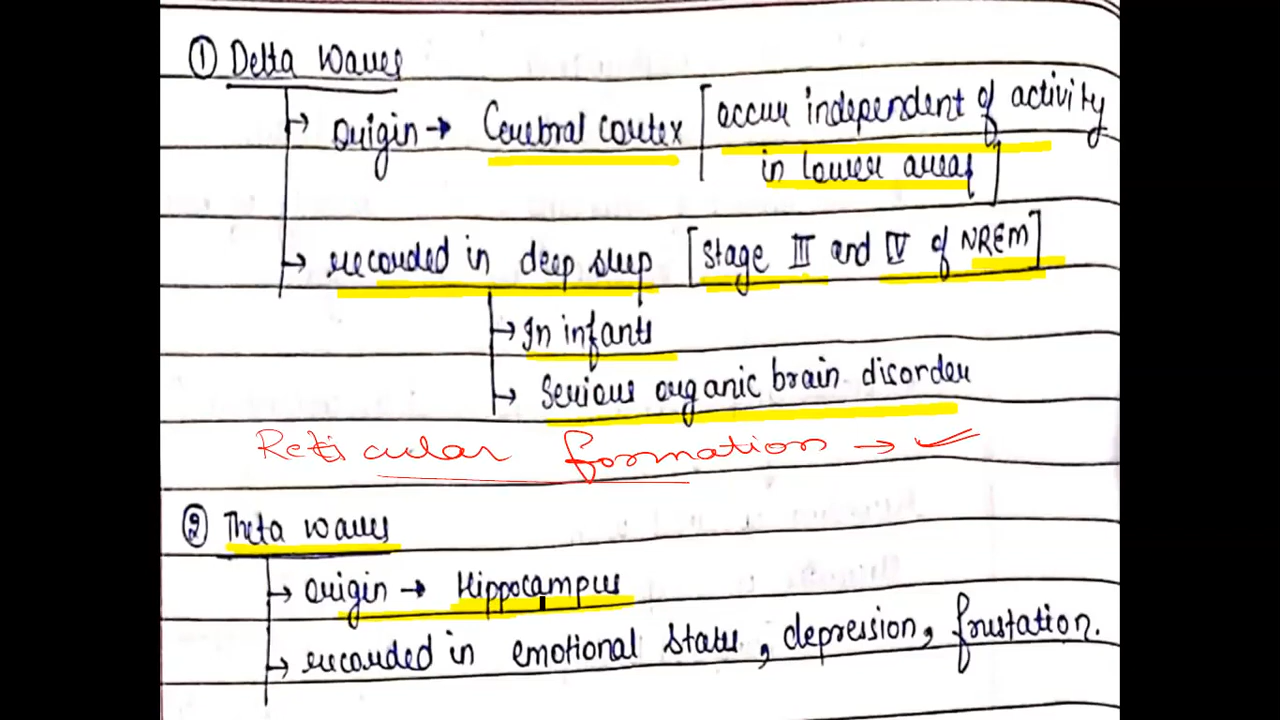 ① Delta waves
origin → Cerebral cortex [occur independent of activity
in lower areas]
recorded in deep sleep [stage III and IV of NREM]
→ In infants
→ Serious organic brain disorder
Reticular formation → ✓
② Theta waves
→ origin → Hippocampus
→ recorded in emotional state, depression, frustation.